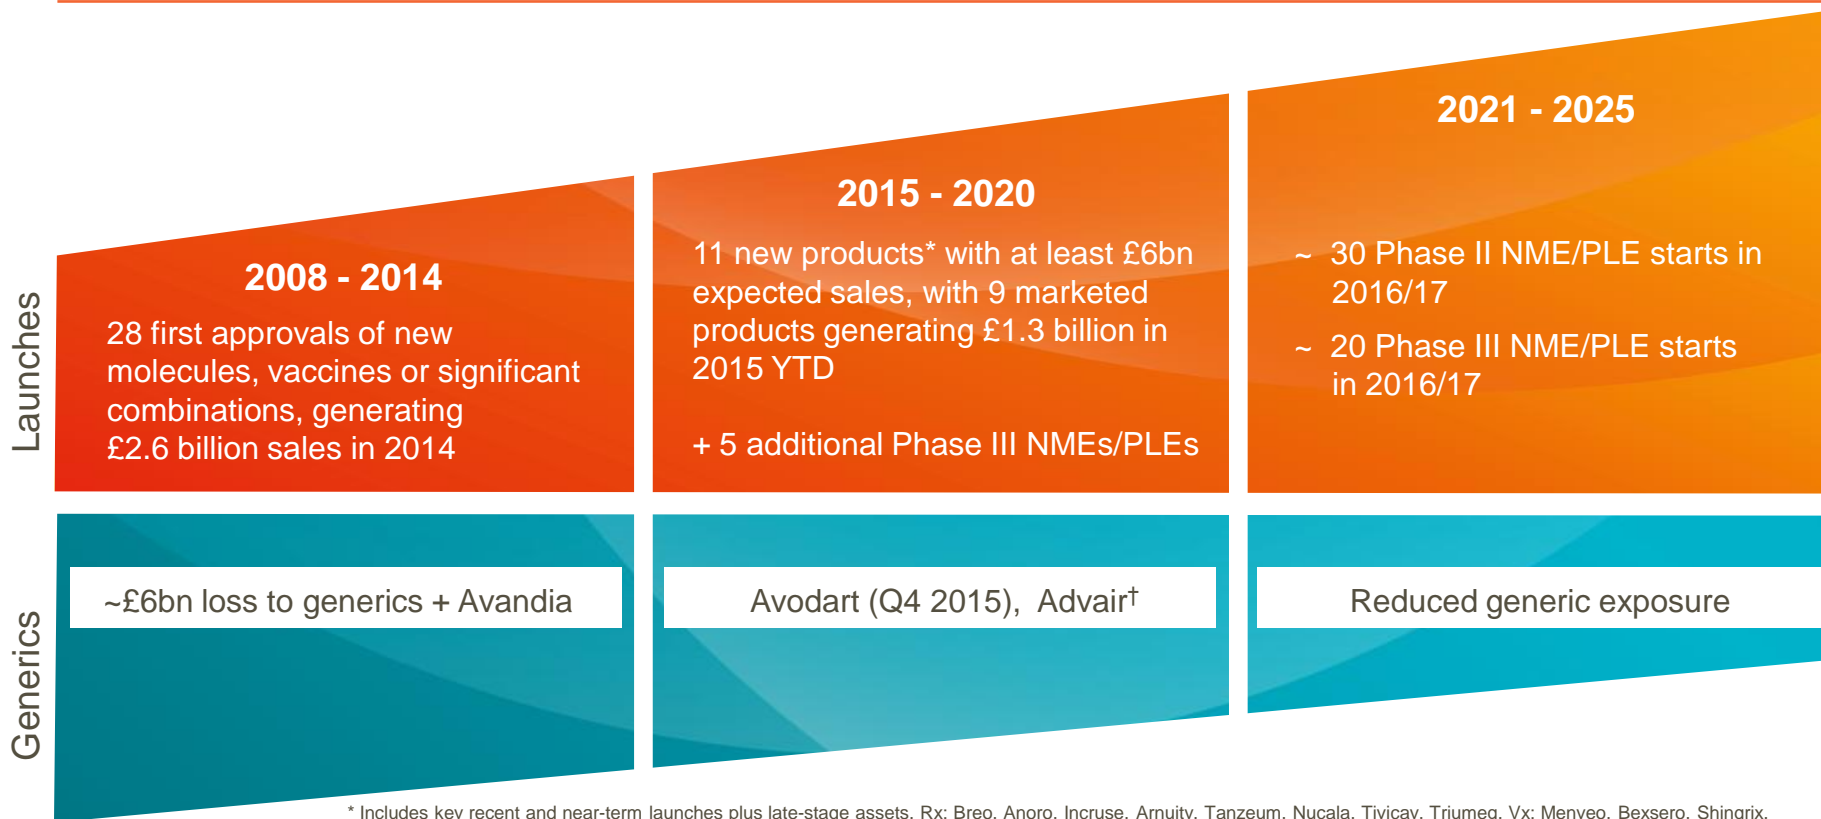 Launches
2008 - 2014
28 first approvals of new
molecules, vaccines or significant
combinations, generating
£2.6 billion sales in 2014
2015 - 2020
11 new products* with at least £6bn
expected sales, with 9 marketed
products generating £1.3 billion in
2015 YTD
+ 5 additional Phase III NMEs/PLEs
2021 - 2025
~ 30 Phase II NME/PLE starts in
2016/17
~ 20 Phase III NME/PLE starts
in 2016/17
Generics
~£6bn loss to generics + Avandia
Avodart (Q4 2015), Advair†
Reduced generic exposure
* Includes key recent and near-term launches plus late-stage assets. Rx: Breo, Anoro, Incruse, Arnuity, Tanzeum, Nucala, Tivicay, Triumeq. Vx: Menveo, Bexsero, Shingrix.